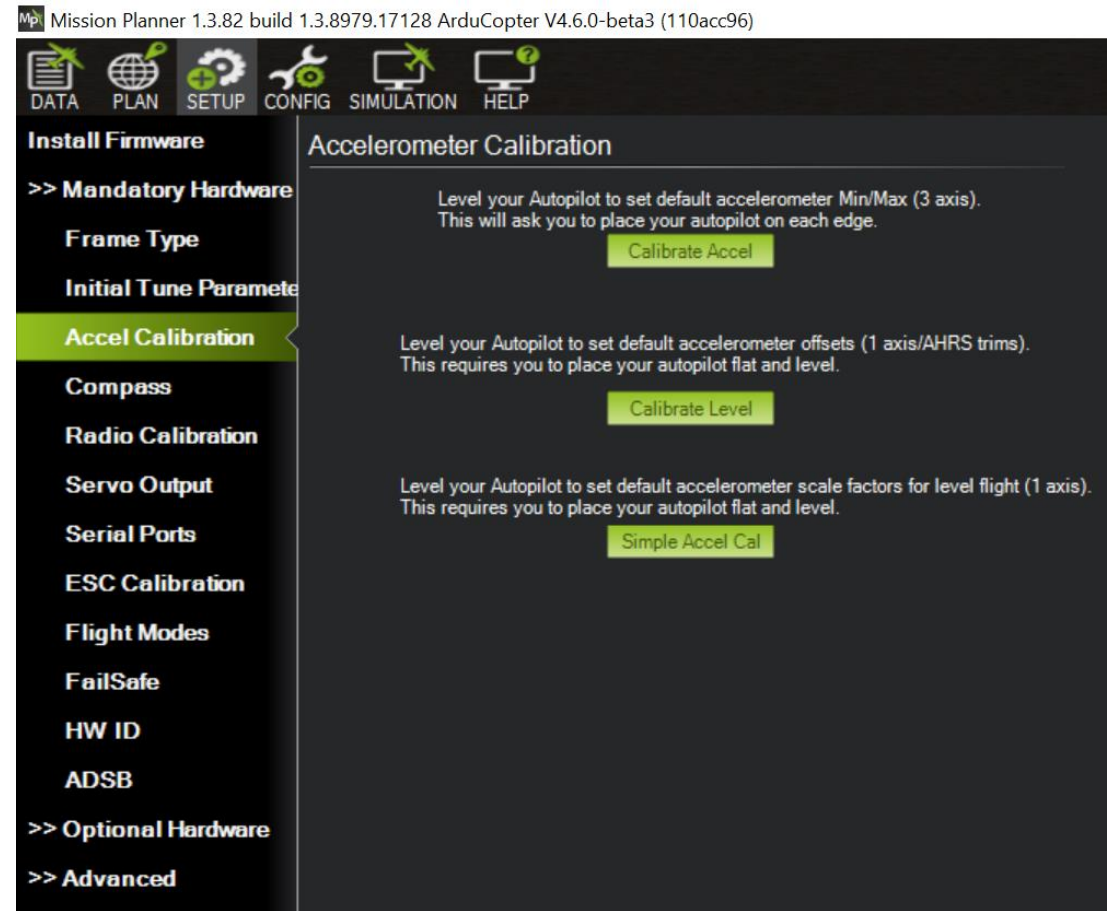 Mission Planner 1.3.82 build 1.3.8979.17128 ArduCopter V4.6.0-beta3 (110acc96)
DATA PLAN SETUP CONFIG SIMULATION HELP
Install Firmware
>> Mandatory Hardware
Frame Type
Initial Tune Paramete
Accel Calibration
Compass
Radio Calibration
Servo Output
Serial Ports
ESC Calibration
Flight Modes
FailSafe
HW ID
ADSB
>> Optional Hardware
>> Advanced
Accelerometer Calibration
Level your Autopilot to set default accelerometer Min/Max (3 axis).
This will ask you to place your autopilot on each edge.
Calibrate Accel
Level your Autopilot to set default accelerometer offsets (1 axis/AHRS trims).
This requires you to place your autopilot flat and level.
Calibrate Level
Level your Autopilot to set default accelerometer scale factors for level flight (1 axis).
This requires you to place your autopilot flat and level.
Simple Accel Cal